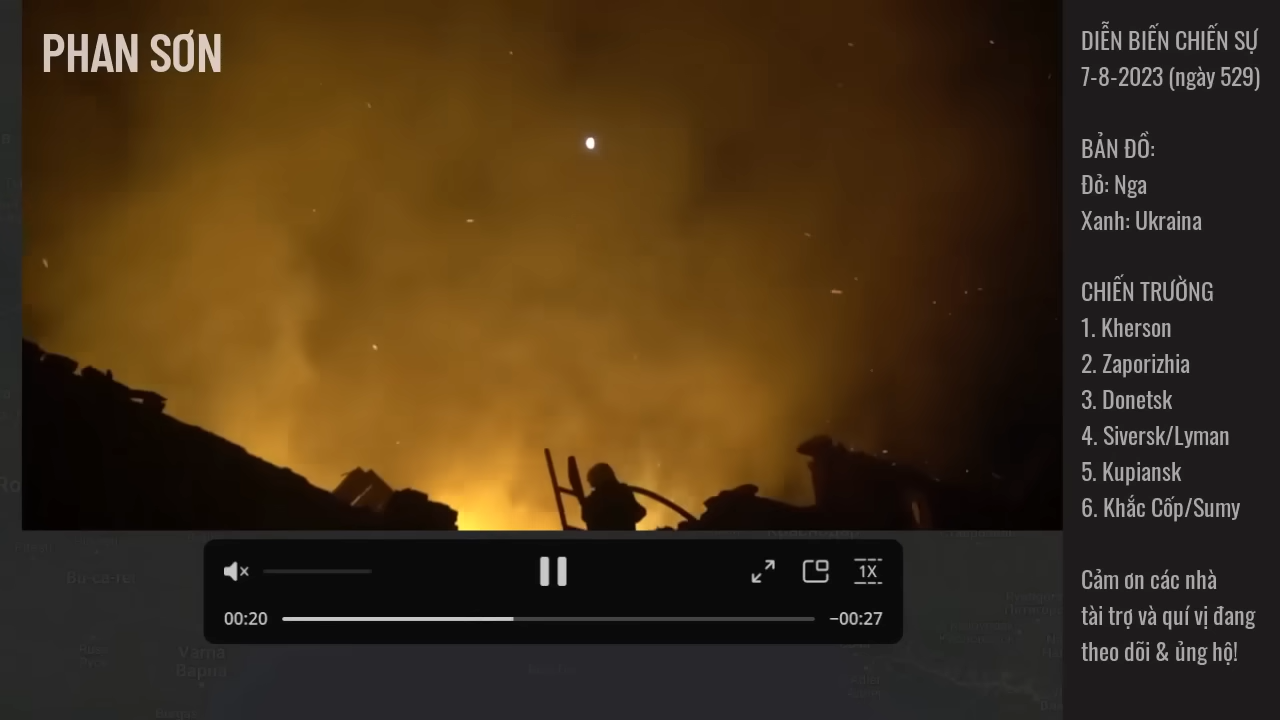 PHAN SƠN
DIỄN BIẾN CHIẾN SỰ
7-8-2023 (ngày 529)
BẢN ĐỒ:
Đỏ: Nga
Xanh: Ukraina
CHIẾN TRƯỜNG
1. Kherson
2. Zaporizhia
3. Donetsk
4. Siversk/Lyman
5. Kupiansk
6. Khắc Cốp/Sumy
Cảm ơn các nhà
tài trợ và quí vị đang
theo dõi & ủng hộ!
1X
00:20
−00:27
Varna
Варна